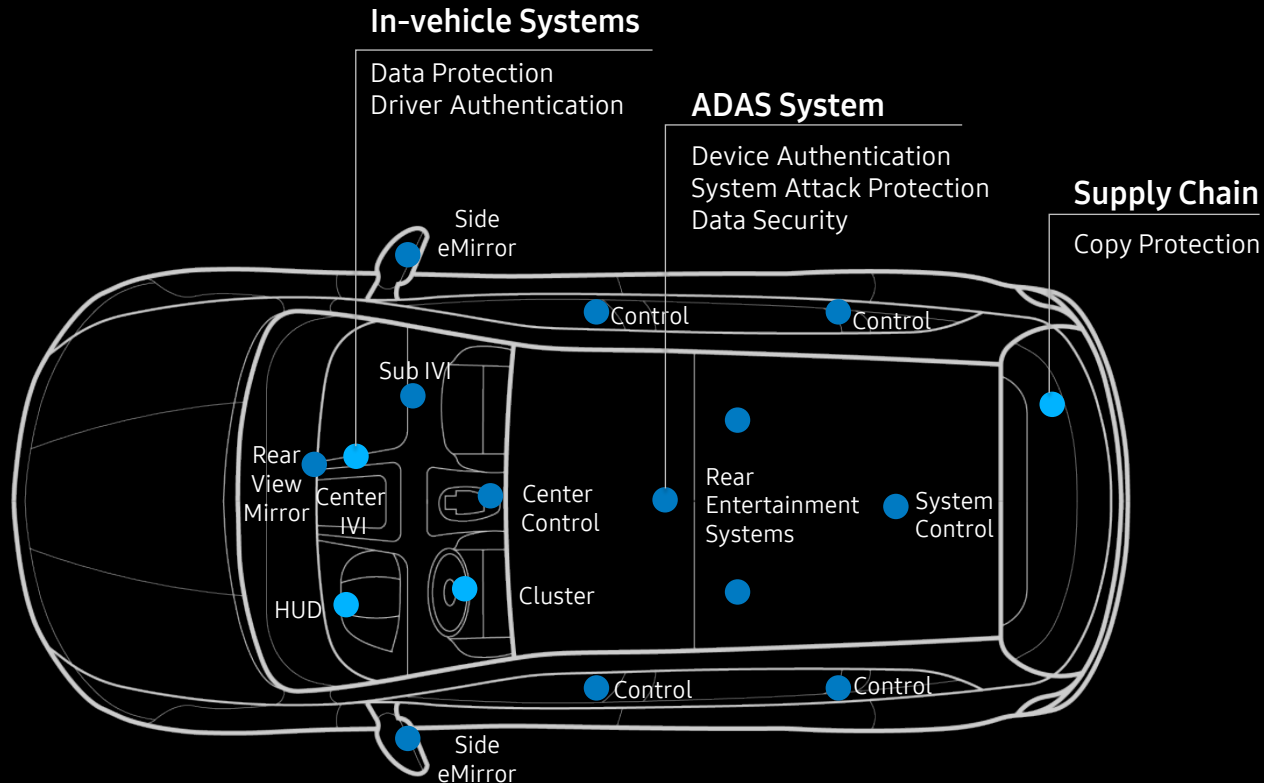 In-vehicle Systems
Data Protection
Driver Authentication
ADAS System
Device Authentication
System Attack Protection
Data Security
Supply Chain
Copy Protection
Side
eMirror
Control
Control
Sub IVI
Rear
View
Mirror
Center
IVI
Center
Control
Rear
Entertainment
Systems
System
Control
HUD
Cluster
Control
Control
Side
eMirror